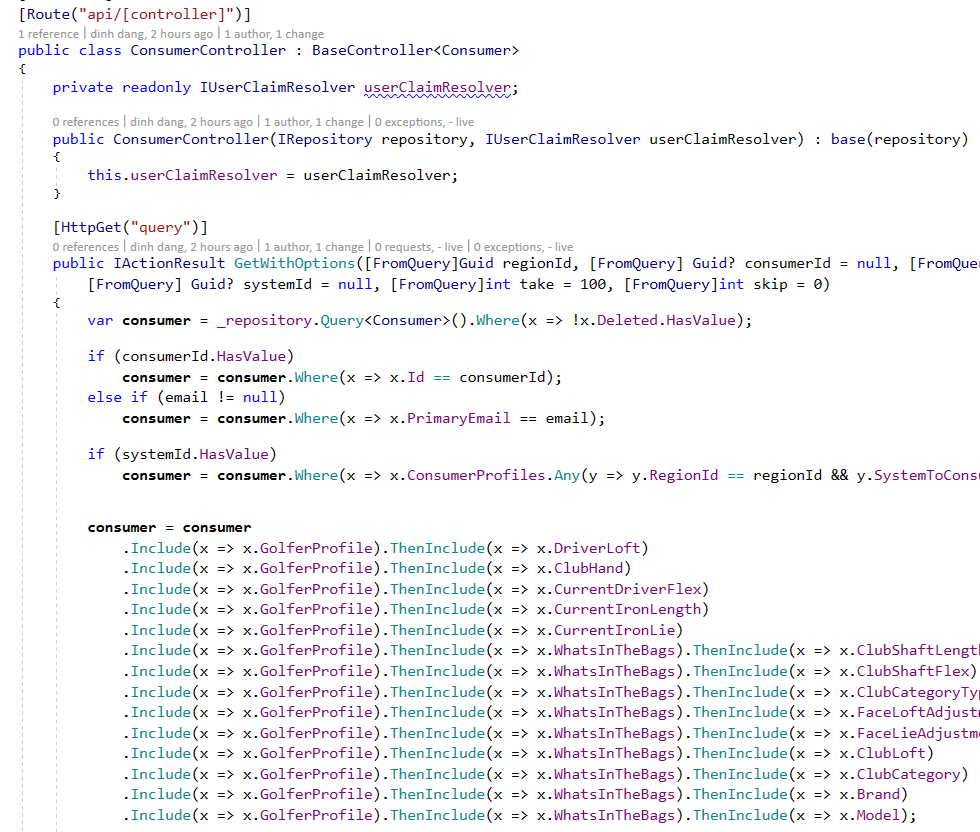 [Route("api/[controller]")]
1 reference | dinh dang, 2 hours ago | 1 author, 1 change
public class ConsumerController : BaseController<Consumer>
{
private readonly IUserClaimResolver userClaimResolver;
0 references | dinh dang, 2 hours ago | 1 author, 1 change | 0 exceptions, - live
public ConsumerController(IRepository repository, IUserClaimResolver userClaimResolver) : base(repository)
{
this.userClaimResolver = userClaimResolver;
}
[HttpGet("query")]
0 references | dinh dang, 2 hours ago | 1 author, 1 change | 0 requests, - live | 0 exceptions, - live
public IActionResult GetWithOptions([FromQuery]Guid regionId, [FromQuery] Guid? consumerId = null, [FromQue
[FromQuery] Guid? systemId = null, [FromQuery]int take = 100, [FromQuery]int skip = 0)
{
var consumer = _repository.Query<Consumer>().Where(x => !x.Deleted.HasValue);
if (consumerId.HasValue)
consumer = consumer.Where(x => x.Id == consumerId);
else if (email != null)
consumer = consumer.Where(x => x.PrimaryEmail == email);
if (systemId.HasValue)
consumer = consumer.Where(x => x.ConsumerProfiles.Any(y => y.RegionId == regionId && y.SystemToConsu
consumer = consumer
.Include(x => x.GolferProfile).ThenInclude(x => x.DriverLoft)
.Include(x => x.GolferProfile).ThenInclude(x => x.ClubHand)
.Include(x => x.GolferProfile).ThenInclude(x => x.CurrentDriverFlex)
.Include(x => x.GolferProfile).ThenInclude(x => x.CurrentIronLength)
.Include(x => x.GolferProfile).ThenInclude(x => x.CurrentIronLie)
.Include(x => x.GolferProfile).ThenInclude(x => x.WhatsInTheBags).ThenInclude(x => x.ClubShaftLength
.Include(x => x.GolferProfile).ThenInclude(x => x.WhatsInTheBags).ThenInclude(x => x.ClubShaftFlex)
.Include(x => x.GolferProfile).ThenInclude(x => x.WhatsInTheBags).ThenInclude(x => x.ClubCategoryTyp
.Include(x => x.GolferProfile).ThenInclude(x => x.WhatsInTheBags).ThenInclude(x => x.FaceLoftAdjustm
.Include(x => x.GolferProfile).ThenInclude(x => x.WhatsInTheBags).ThenInclude(x => x.FaceLieAdjustme
.Include(x => x.GolferProfile).ThenInclude(x => x.WhatsInTheBags).ThenInclude(x => x.ClubLoft)
.Include(x => x.GolferProfile).ThenInclude(x => x.WhatsInTheBags).ThenInclude(x => x.ClubCategory)
.Include(x => x.GolferProfile).ThenInclude(x => x.WhatsInTheBags).ThenInclude(x => x.Brand)
.Include(x => x.GolferProfile).ThenInclude(x => x.WhatsInTheBags).ThenInclude(x => x.Model);